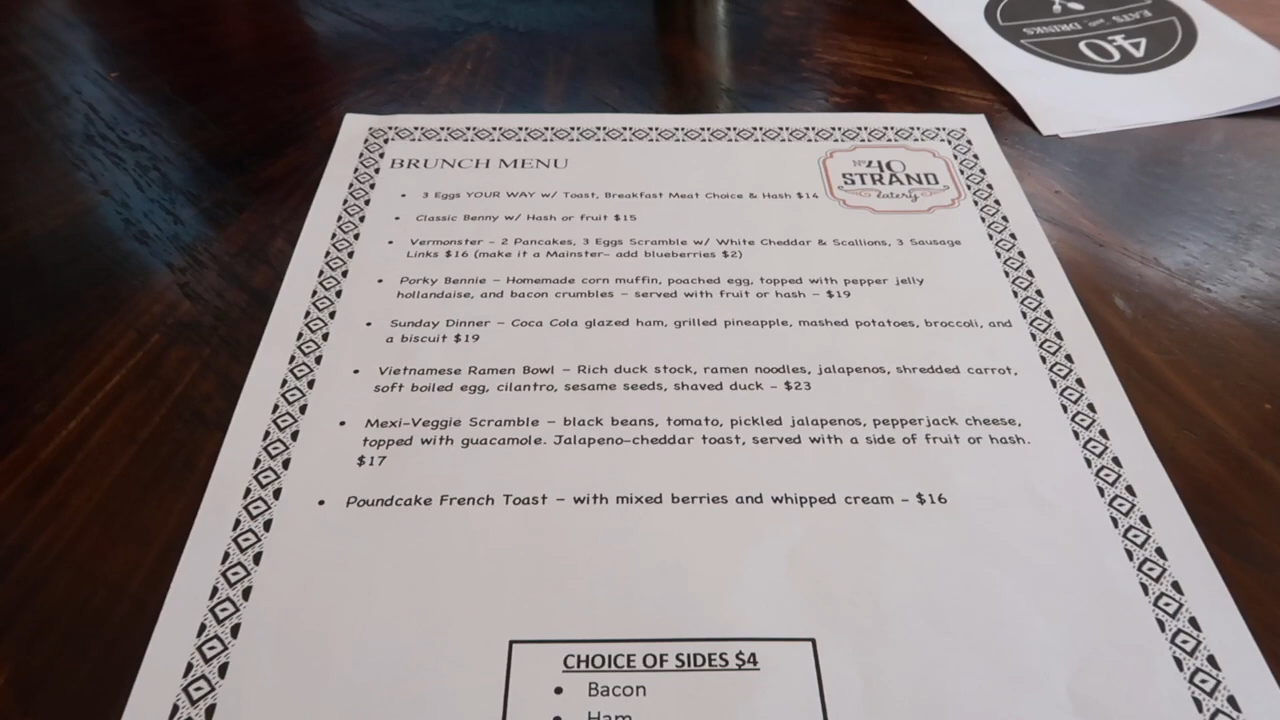 40
EATS and DRINKS
BRUNCH MENU
Nº 40
STRAND
eatery
• 3 Eggs YOUR WAY w/ Toast, Breakfast Meat Choice & Hash $14
• Classic Benny w/ Hash or fruit $15
• Vermonster – 2 Pancakes, 3 Eggs Scramble w/ White Cheddar & Scallions, 3 Sausage
Links $16 (make it a Mainster– add blueberries $2)
• Porky Bennie – Homemade corn muffin, poached egg, topped with pepper jelly
hollandaise, and bacon crumbles – served with fruit or hash – $19
• Sunday Dinner – Coca Cola glazed ham, grilled pineapple, mashed potatoes, broccoli, and
a biscuit $19
• Vietnamese Ramen Bowl – Rich duck stock, ramen noodles, jalapenos, shredded carrot,
soft boiled egg, cilantro, sesame seeds, shaved duck – $23
• Mexi-Veggie Scramble – black beans, tomato, pickled jalapenos, pepperjack cheese,
topped with guacamole. Jalapeno-cheddar toast, served with a side of fruit or hash.
$17
• Poundcake French Toast – with mixed berries and whipped cream – $16
CHOICE OF SIDES $4
• Bacon
• Ham